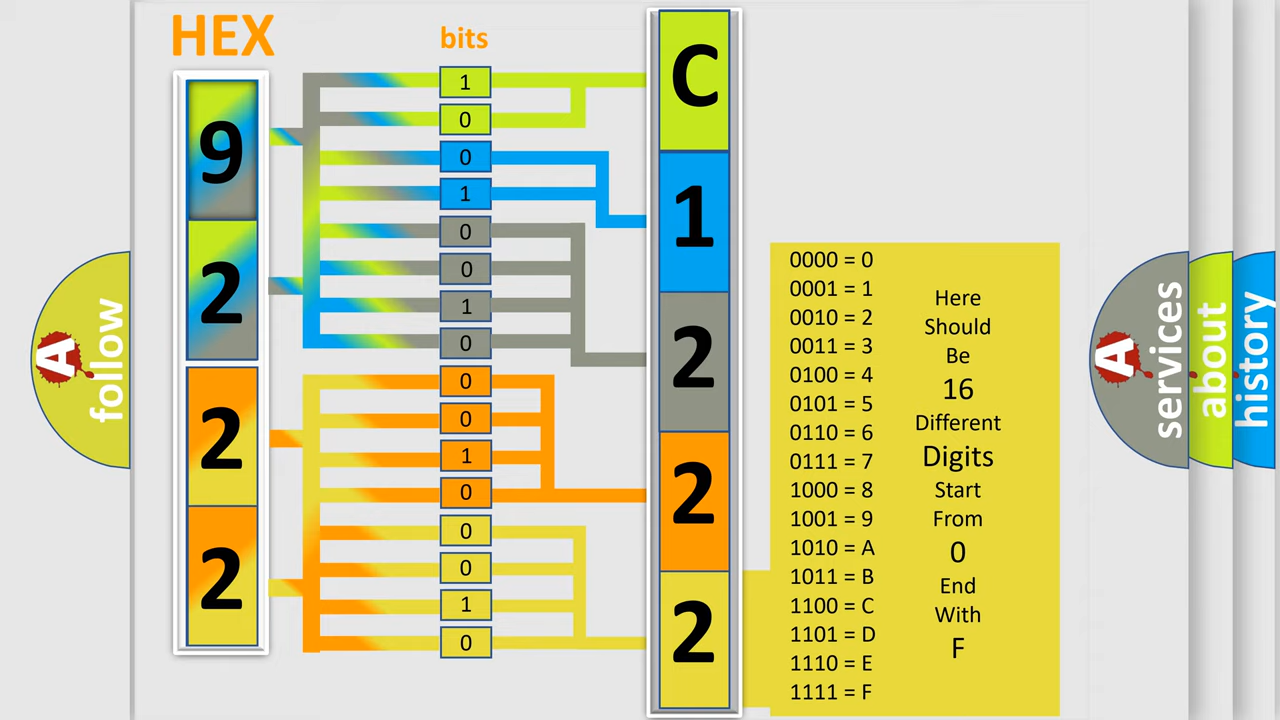 HEX
bits
9
2
2
2
1
0
0
1
0
0
1
0
0
0
1
0
0
0
1
0
C
1
2
2
2
0000 = 0
0001 = 1
0010 = 2
0011 = 3
0100 = 4
0101 = 5
0110 = 6
0111 = 7
1000 = 8
1001 = 9
1010 = A
1011 = B
1100 = C
1101 = D
1110 = E
1111 = F
Here
Should
Be
16
Different
Digits
Start
From
0
End
With
F
A
follow
A
services
about
history